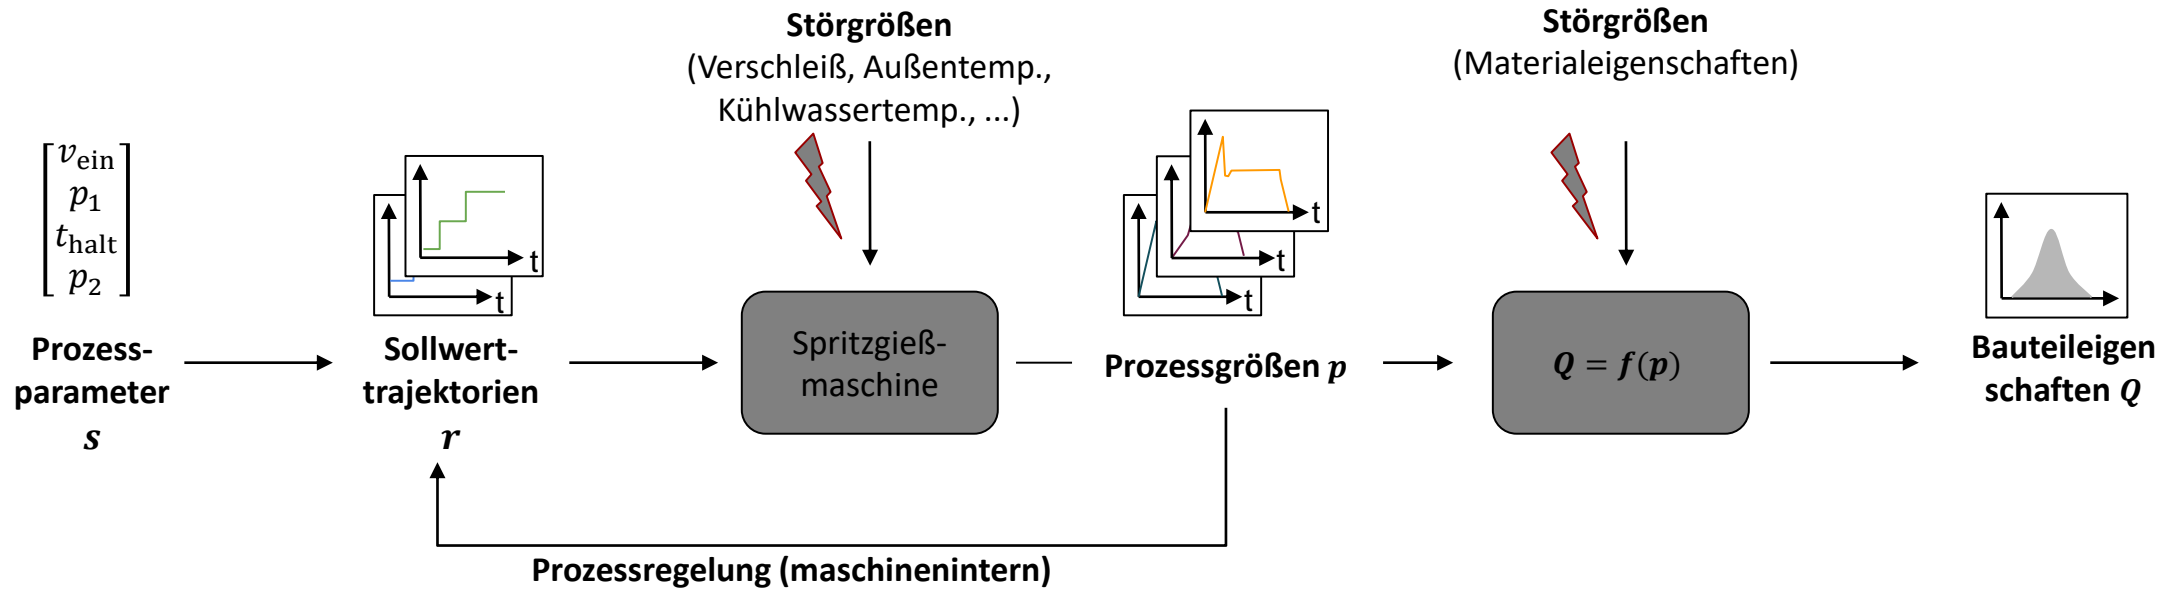 Störgrößen
(Verschleiß, Außentemp.,
Kühlwassertemp., ...)
Störgrößen
(Materialeigenschaften)
v_ein
p_1
t_halt
p_2
t
t
t
t
t
Prozess-
parameter
s
Sollwert-
trajektorien
r
Spritzgieß-
maschine
Prozessgrößen p
Q = f(p)
Bauteileigen
schaften Q
Prozessregelung (maschinenintern)